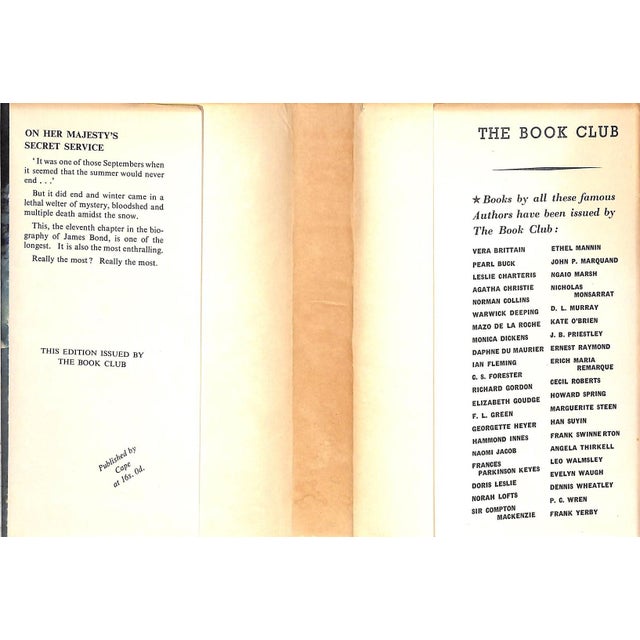 ON HER MAJESTY'S
SECRET SERVICE
'It was one of those Septembers when
it seemed that the summer would never
end . . .'
But it did end and winter came in a
lethal welter of mystery, bloodshed and
multiple death amidst the snow.
This, the eleventh chapter in the bio-
graphy of James Bond, is one of the
longest. It is also the most enthralling.
Really the most? Really the most.
THIS EDITION ISSUED BY
THE BOOK CLUB
Published by
Cape
at 16s. 0d.
THE BOOK CLUB
★ Books by all these famous
Authors have been issued by
The Book Club:
VERA BRITTAIN
PEARL BUCK
LESLIE CHARTERIS
AGATHA CHRISTIE
NORMAN COLLINS
WARWICK DEEPING
MAZO DE LA ROCHE
MONICA DICKENS
DAPHNE DU MAURIER
IAN FLEMING
C. S. FORESTER
RICHARD GORDON
ELIZABETH GOUDGE
F. L. GREEN
GEORGETTE HEYER
HAMMOND INNES
NAOMI JACOB
FRANCES
PARKINSON KEYES
DORIS LESLIE
NORAH LOFTS
SIR COMPTON
MACKENZIE
ETHEL MANNIN
JOHN P. MARQUAND
NGAIO MARSH
NICHOLAS
MONSARRAT
D. L. MURRAY
KATE O'BRIEN
J. B. PRIESTLEY
ERNEST RAYMOND
ERICH MARIA
REMARQUE
CECIL ROBERTS
HOWARD SPRING
MARGUERITE STEEN
HAN SUYIN
FRANK SWINNERTON
ANGELA THIRKELL
LEO WALMSLEY
EVELYN WAUGH
DENNIS WHEATLEY
P. C. WREN
FRANK YERBY